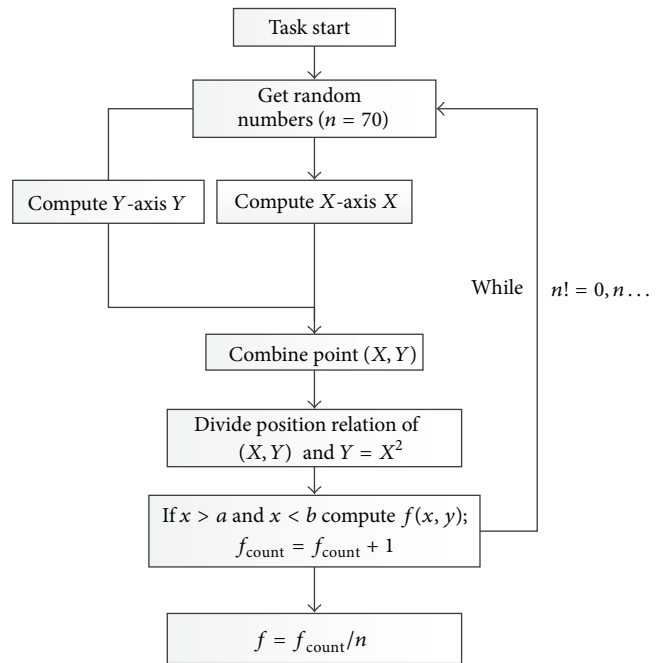 Task start
Get random
numbers (n = 70)
Compute Y-axis Y
Compute X-axis X
While
n! = 0, n . . .
Combine point (X, Y)
Divide position relation of
(X, Y) and Y = X²
If x > a and x < b compute f(x, y);
f_count = f_count + 1
f = f_count/n